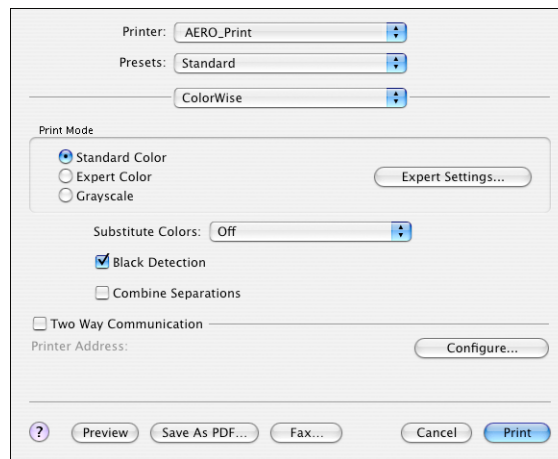 Printer: AERO_Print
Presets: Standard
ColorWise
Print Mode
Standard Color
Expert Color
Expert Settings...
Grayscale
Substitute Colors: Off
Black Detection
Combine Separations
Two Way Communication
Printer Address:
Configure...
? Preview Save As PDF... Fax... Cancel Print